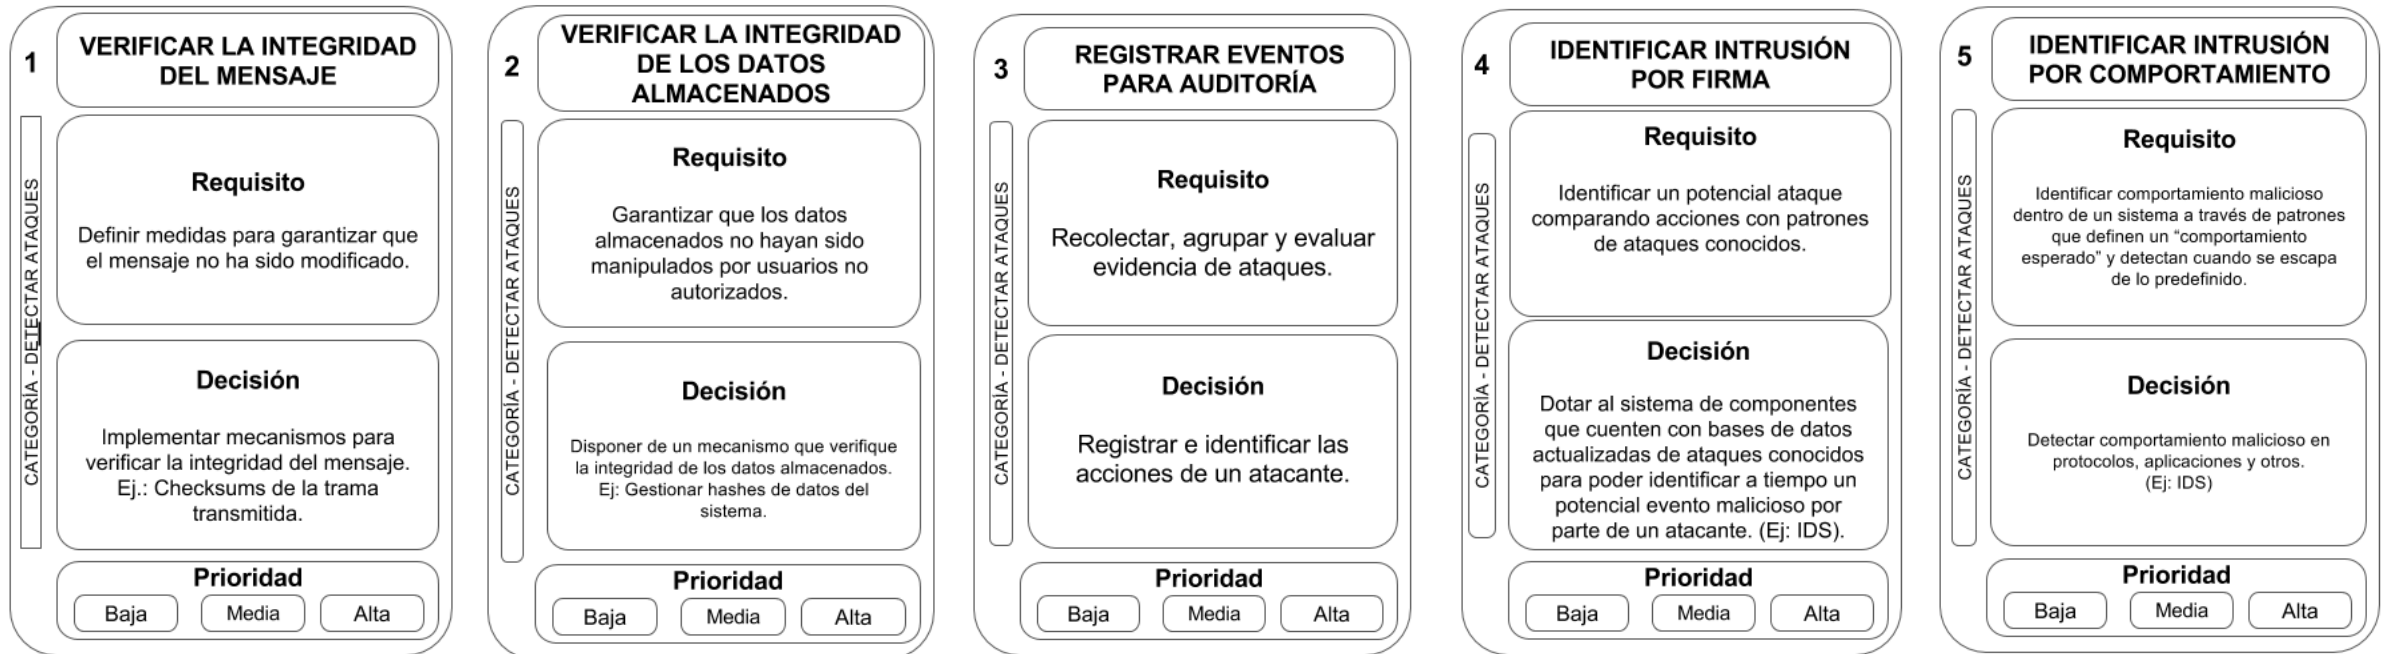 1
VERIFICAR LA INTEGRIDAD
DEL MENSAJE
CATEGORÍA - DETECTAR ATAQUES
Requisito
Definir medidas para garantizar que
el mensaje no ha sido modificado.
Decisión
Implementar mecanismos para
verificar la integridad del mensaje.
Ej.: Checksums de la trama
transmitida.
Prioridad
Baja
Media
Alta
2
VERIFICAR LA INTEGRIDAD
DE LOS DATOS
ALMACENADOS
CATEGORÍA - DETECTAR ATAQUES
Requisito
Garantizar que los datos
almacenados no hayan sido
manipulados por usuarios no
autorizados.
Decisión
Disponer de un mecanismo que verifique
la integridad de los datos almacenados.
Ej: Gestionar hashes de datos del
sistema.
Prioridad
Baja
Media
Alta
3
REGISTRAR EVENTOS
PARA AUDITORÍA
CATEGORÍA - DETECTAR ATAQUES
Requisito
Recolectar, agrupar y evaluar
evidencia de ataques.
Decisión
Registrar e identificar las
acciones de un atacante.
Prioridad
Baja
Media
Alta
4
IDENTIFICAR INTRUSIÓN
POR FIRMA
CATEGORÍA - DETECTAR ATAQUES
Requisito
Identificar un potencial ataque
comparando acciones con patrones
de ataques conocidos.
Decisión
Dotar al sistema de componentes
que cuenten con bases de datos
actualizadas de ataques conocidos
para poder identificar a tiempo un
potencial evento malicioso por
parte de un atacante. (Ej: IDS).
Prioridad
Baja
Media
Alta
5
IDENTIFICAR INTRUSIÓN
POR COMPORTAMIENTO
CATEGORÍA - DETECTAR ATAQUES
Requisito
Identificar comportamiento malicioso
dentro de un sistema a través de patrones
que definen un “comportamiento
esperado” y detectan cuando se escapa
de lo predefinido.
Decisión
Detectar comportamiento malicioso en
protocolos, aplicaciones y otros.
(Ej: IDS)
Prioridad
Baja
Media
Alta